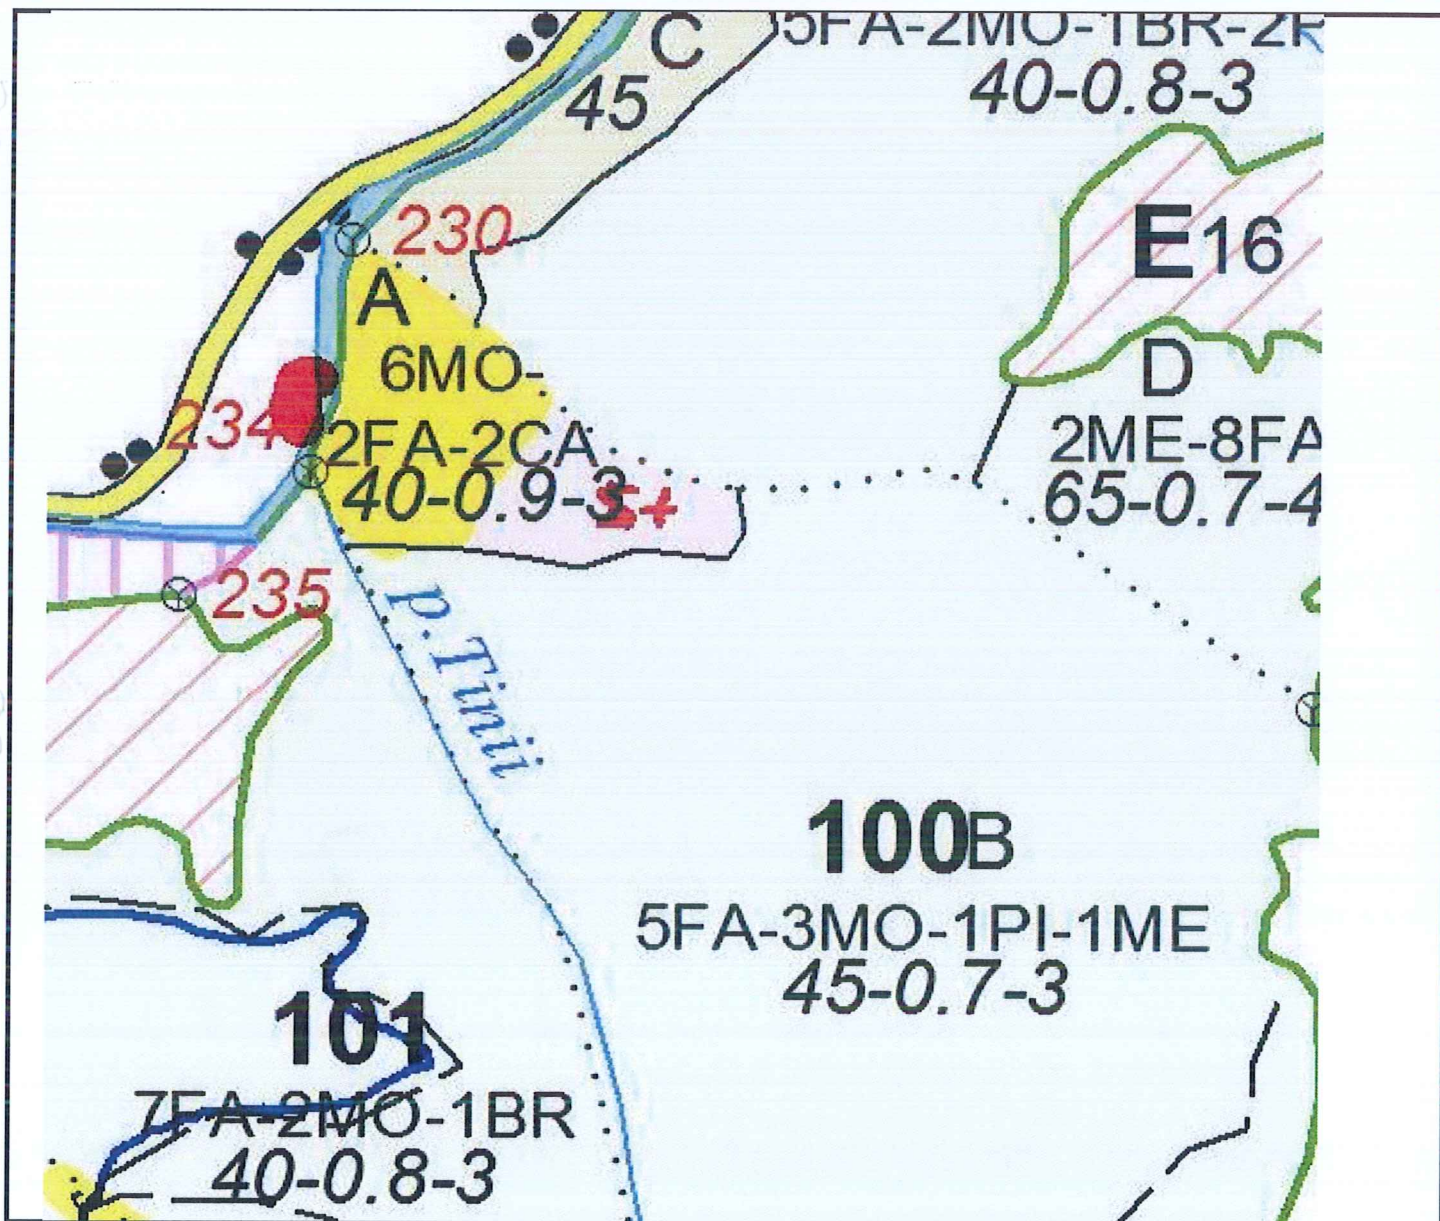 C
45
5FA-2MO-1BR-2
40-0.8-3
230
E16
A
6MO-
2FA-2CA
40-0.9-3
S+
234
D
2ME-8FA
65-0.7-4
235
p.Tinii
100B
5FA-3MO-1PI-1ME
45-0.7-3
101
7FA-2MO-1BR
40-0.8-3